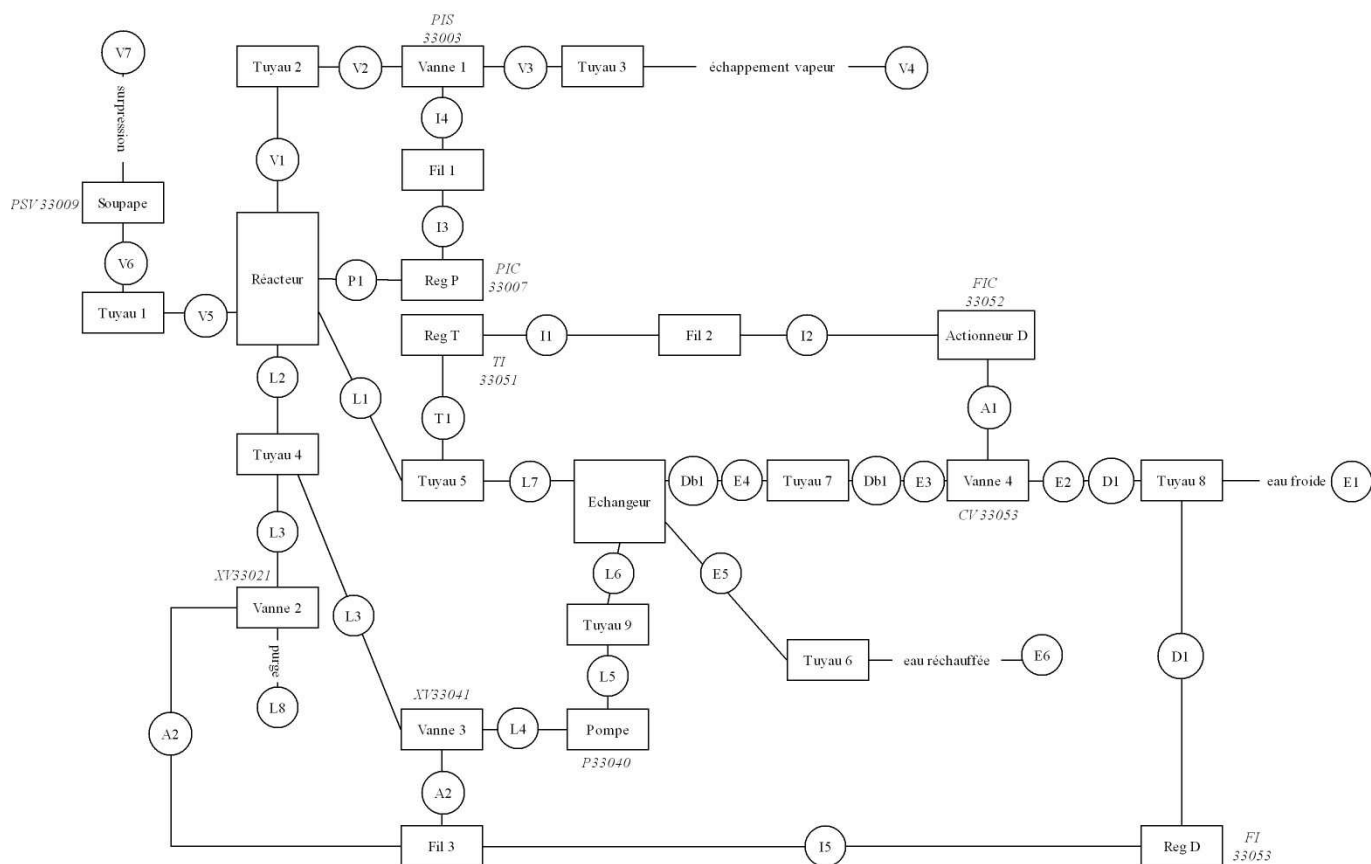 PIS
33003
V7
Tuyau 2
V2
Vanne 1
V3
Tuyau 3
échappement vapeur
V4
surpression
I4
V1
Fil 1
PSV 33009
Soupape
I3
V6
Réacteur
P1
Reg P
PIC
33007
FIC
33052
Tuyau 1
V5
Reg T
I1
Fil 2
I2
Actionneur D
TI
33051
L2
L1
T1
A1
Tuyau 4
Tuyau 5
L7
Echangeur
Db1
E4
Tuyau 7
Db1
E3
Vanne 4
E2
D1
Tuyau 8
eau froide
E1
CV 33053
L3
L6
E5
XV33021
Vanne 2
L3
Tuyau 9
purge
Tuyau 6
eau réchauffée
E6
D1
L5
XV33041
L8
A2
Vanne 3
L4
Pompe
P33040
A2
Fil 3
I5
Reg D
FI
33053